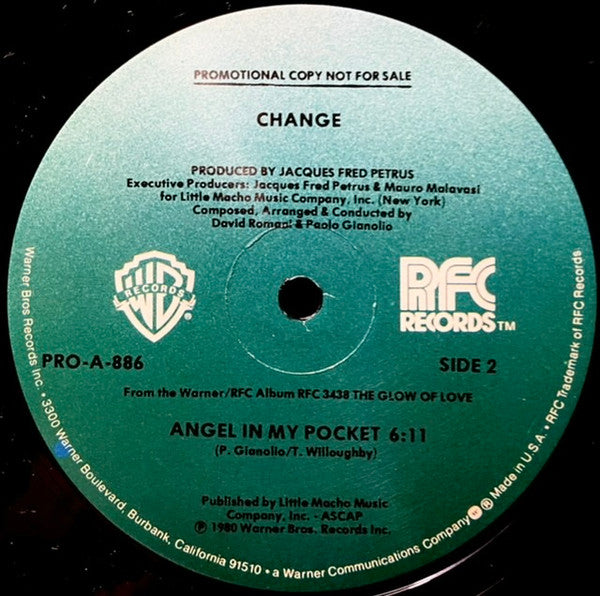 PROMOTIONAL COPY NOT FOR SALE
CHANGE
PRODUCED BY JACQUES FRED PETRUS
Executive Producers: Jacques Fred Petrus & Mauro Malavasi
for Little Macho Music Company, Inc. (New York)
Composed, Arranged & Conducted by
David Romani & Paolo Gianolio
WB RECORDS ®
RFC
RECORDS™
PRO-A-886
SIDE 2
From the Warner/RFC Album RFC 3438 THE GLOW OF LOVE
ANGEL IN MY POCKET 6:11
(P. Gianolio/T. Willoughby)
Published by Little Macho Music
Company, Inc. - ASCAP
℗ 1980 Warner Bros. Records Inc.
Warner Bros Records Inc. • 3300 Warner Boulevard, Burbank, California 91510 • a Warner Communications Company ® Made in U.S.A. • RFC Trademark of RFC Records